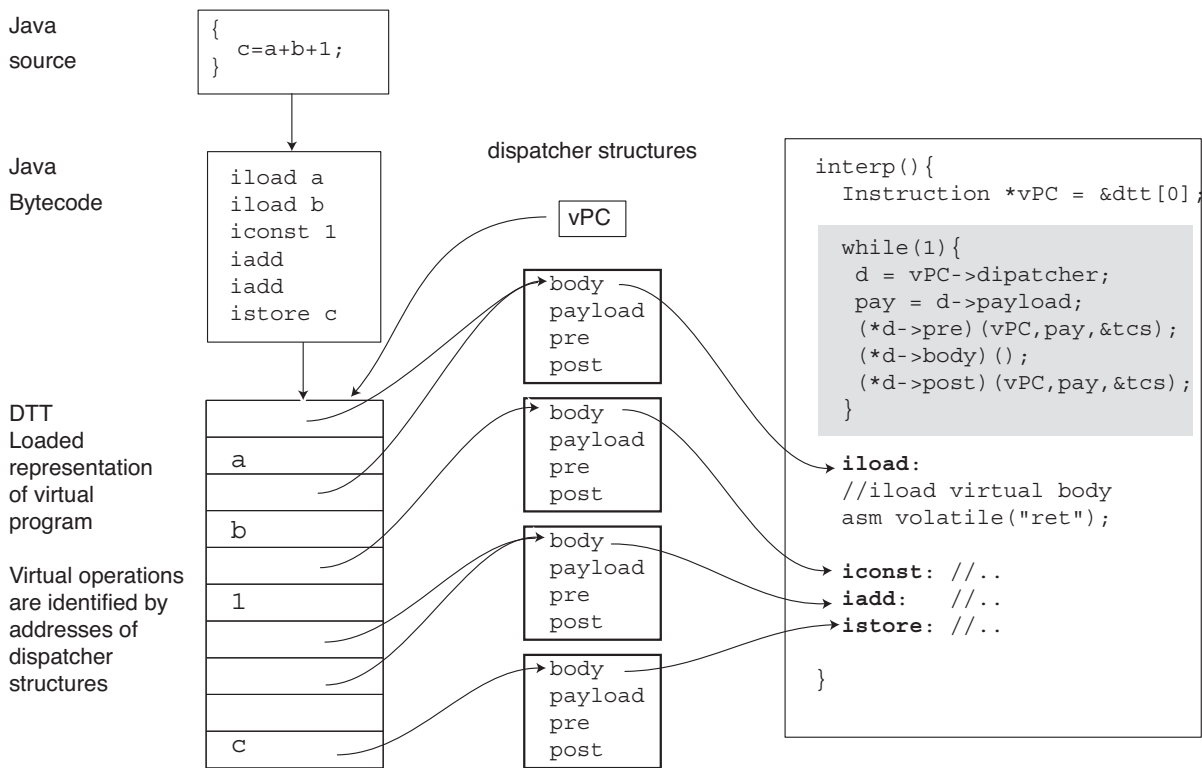 Java
source
{
c=a+b+1;
}
Java
Bytecode
iload a
iload b
iconst 1
iadd
iadd
istore c
dispatcher structures
vPC
body
payload
pre
post
body
payload
pre
post
body
payload
pre
post
body
payload
pre
post
DTT
Loaded
representation
of virtual
program
Virtual operations
are identified by
addresses of
dispatcher
structures
a
b
1
c
interp(){
Instruction *vPC = &dtt[0];
while(1){
d = vPC->dipatcher;
pay = d->payload;
(*d->pre)(vPC,pay,&tcs);
(*d->body)();
(*d->post)(vPC,pay,&tcs);
}
iload:
//iload virtual body
asm volatile("ret");
iconst: //..
iadd: //..
istore: //..
}